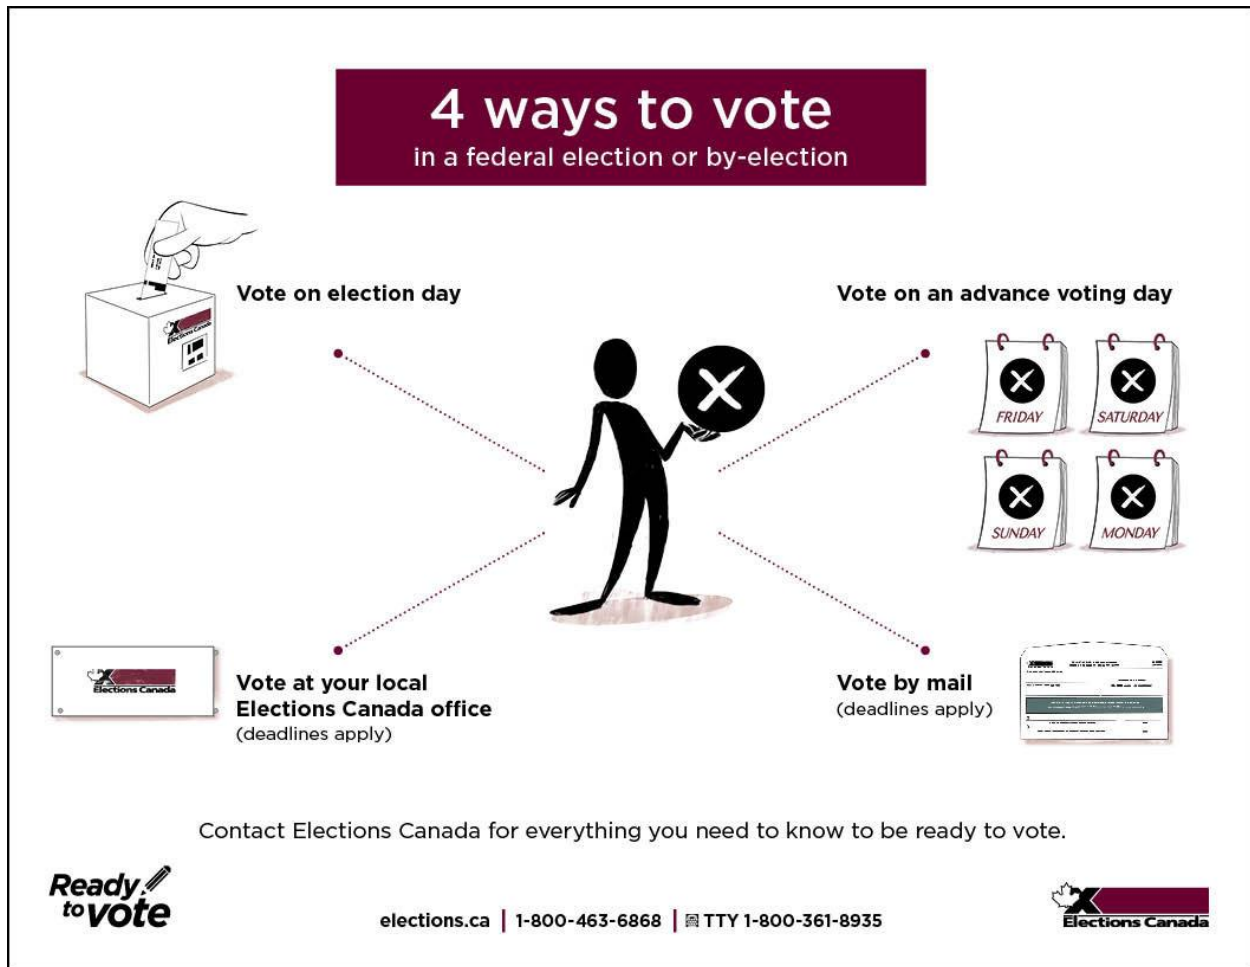 4 ways to vote
in a federal election or by-election
Vote on election day
Elections Canada
Vote on an advance voting day
FRIDAY
SATURDAY
SUNDAY
MONDAY
Elections Canada
Vote at your local
Elections Canada office
(deadlines apply)
Vote by mail
(deadlines apply)
Contact Elections Canada for everything you need to know to be ready to vote.
Ready
to vote
elections.ca | 1-800-463-6868 | TTY 1-800-361-8935
Elections Canada